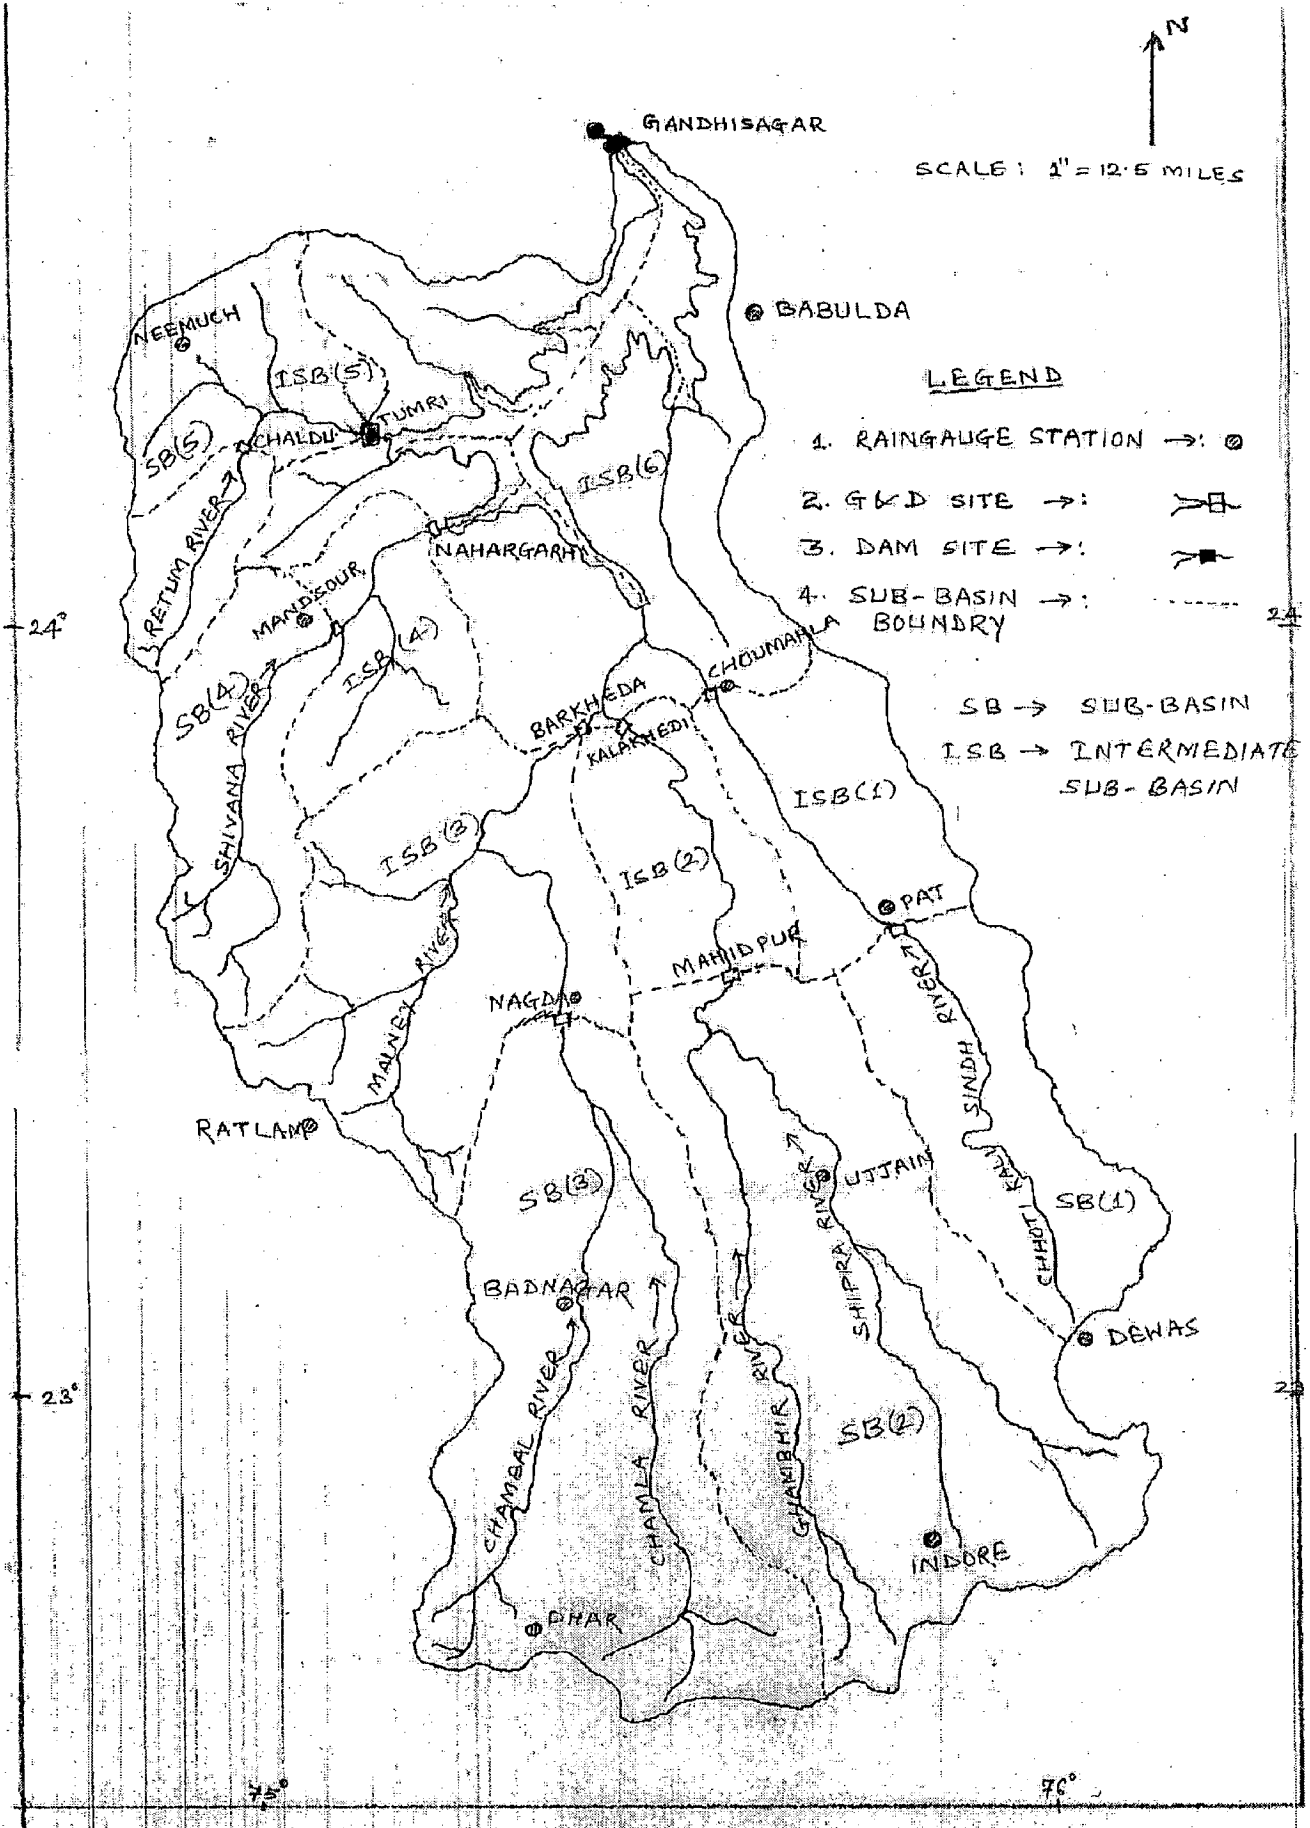 N
GANDHISAGAR
SCALE: 1" = 12.5 MILES
BABULDA
NEEMUCH
LEGEND
ISB(5)
TUMRI
1. RAINGAUGE STATION →:
SB(5)
CHALDU
ISB(6)
2. G&D SITE →:
NAHARGARH
3. DAM SITE →:
RETUM RIVER →
MANDSOUR
4. SUB-BASIN →:
BOUNDRY
24°
24
ISB(4)
CHOUMAHLA
SB(4)
SHIVANA RIVER →
BARKHEDA
KALAKHEDI
SB → SUB-BASIN
ISB → INTERMEDIATE
SUB-BASIN
ISB(1)
ISB(3)
ISB(2)
PAT
MAHIDPUR
MALNEY RIVER
NAGDA
CHHOTI KALI SINDH RIVER
RATLAM
SB(3)
UJJAIN
SB(1)
SHIPRA RIVER →
BADNAGAR
DEWAS
23°
23
CHAMBAL RIVER →
CHAMLA RIVER →
GHAMBHIR RIVER →
SB(2)
INDORE
DHAR
75°
76°